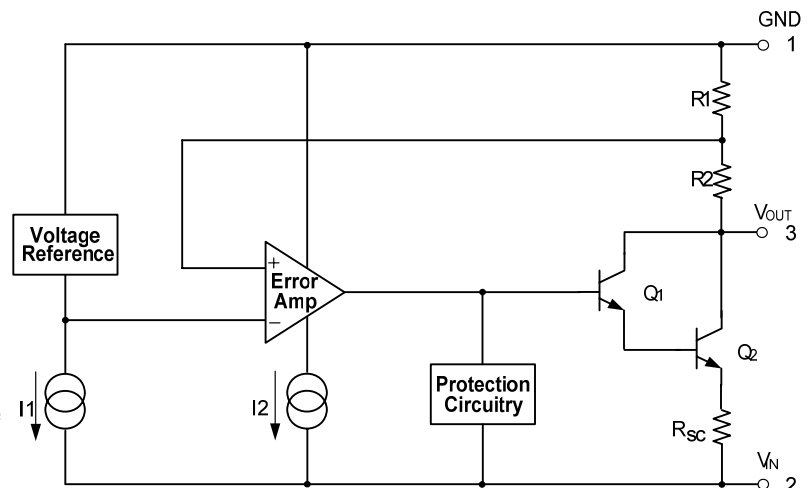 GND
1
R1
R2
VOUT
3
Voltage
Reference
+
Error
Amp
−
Q1
Q2
I1
I2
Protection
Circuitry
RSC
VIN
2